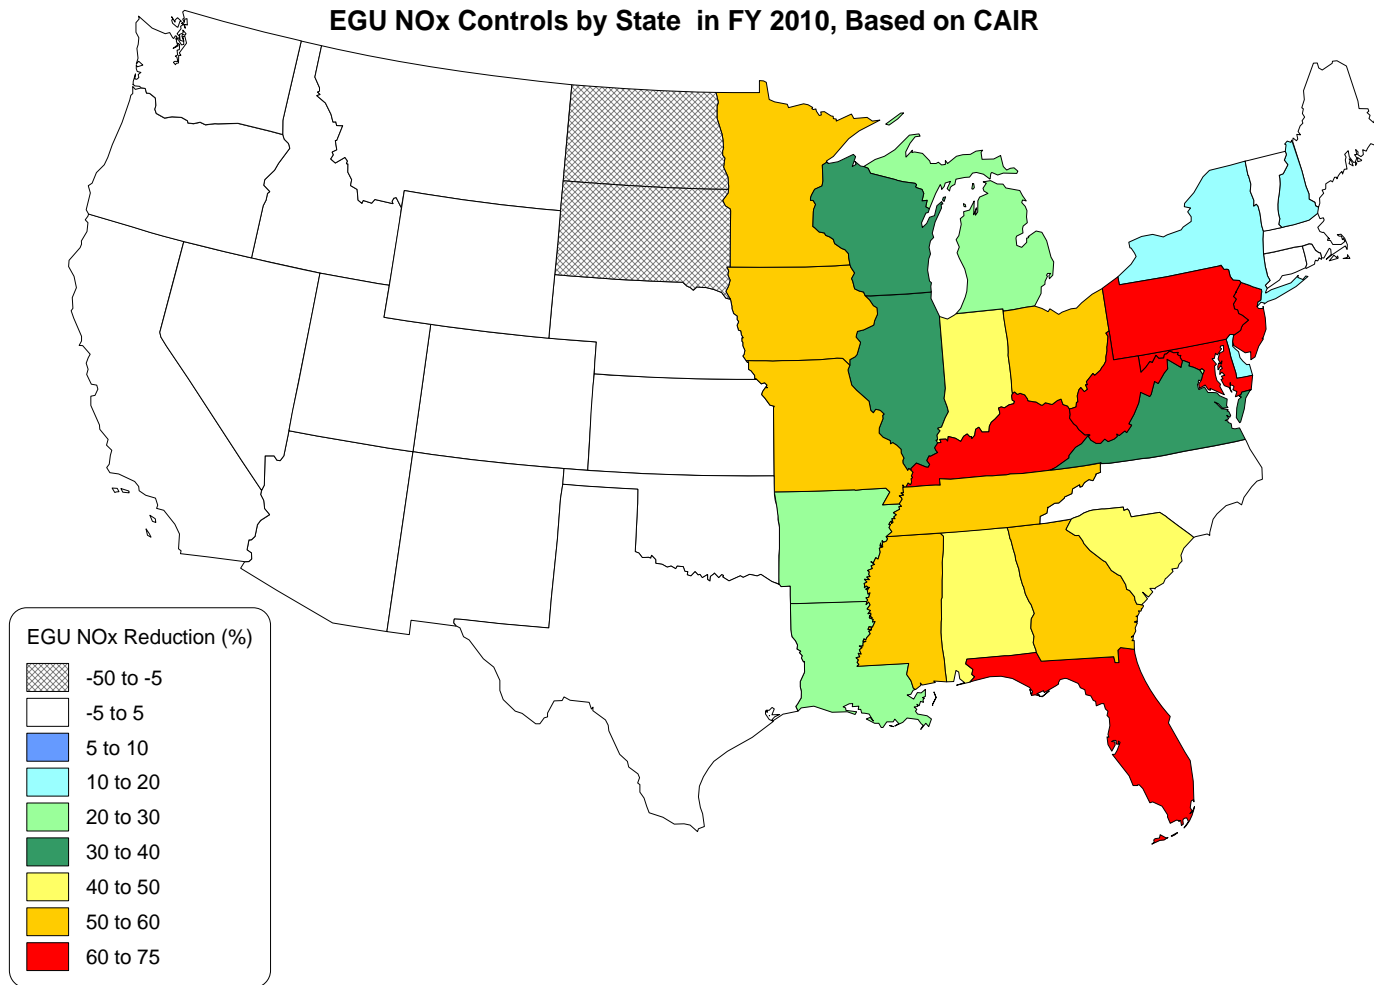 EGU NOx Controls by State  in FY 2010, Based on CAIR
EGU NOx Reduction (%)
-50 to -5
-5 to 5
5 to 10
10 to 20
20 to 30
30 to 40
40 to 50
50 to 60
60 to 75